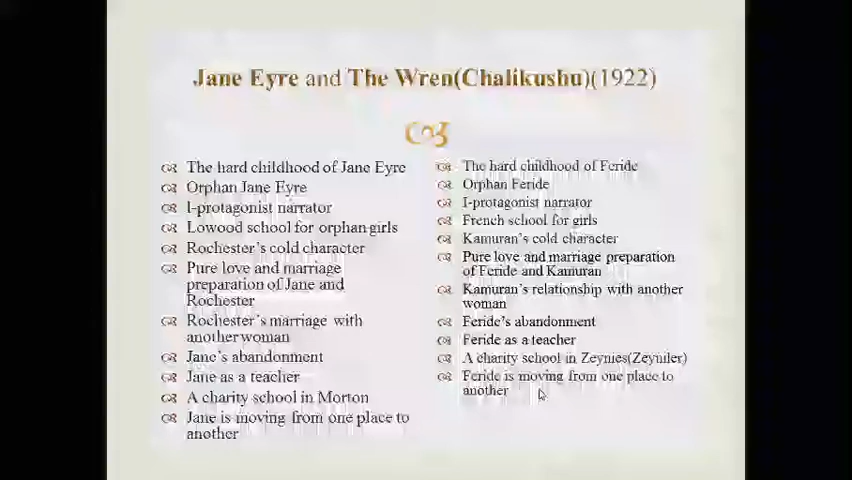 Jane Eyre and The Wren(Chalikushu)(1922)
The hard childhood of Jane Eyre
Orphan Jane Eyre
I-protagonist narrator
Lowood school for orphan girls
Rochester's cold character
Pure love and marriage
preparation of Jane and
Rochester
Rochester's marriage with
another woman
Jane's abandonment
Jane as a teacher
A charity school in Morton
Jane is moving from one place to
another
The hard childhood of Feride
Orphan Feride
I-protagonist narrator
French school for girls
Kamuran's cold character
Pure love and marriage preparation
of Feride and Kamuran
Kamuran's relationship with another
woman
Feride's abandonment
Feride as a teacher
A charity school in Zeynies(Zeyniler)
Feride is moving from one place to
another